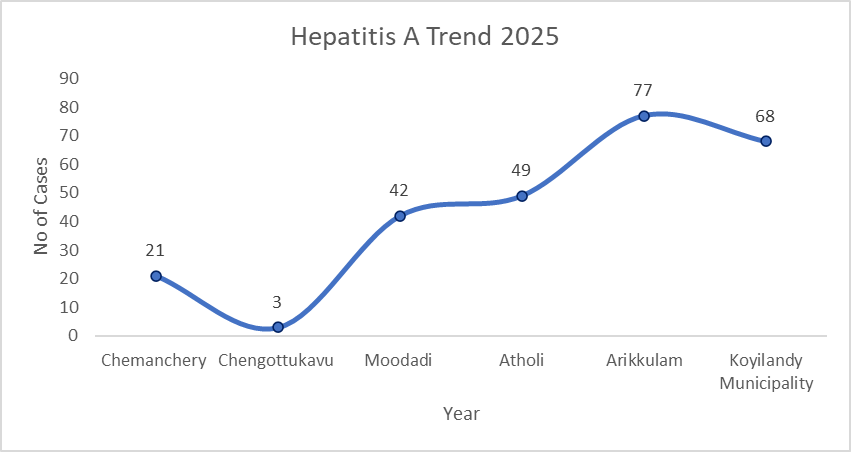 Hepatitis A Trend 2025
No of Cases
90
80
70
60
50
40
30
20
10
0
21
3
42
49
77
68
Chemanchery
Chengottukavu
Moodadi
Atholi
Arikkulam
Koyilandy
Municipality
Year